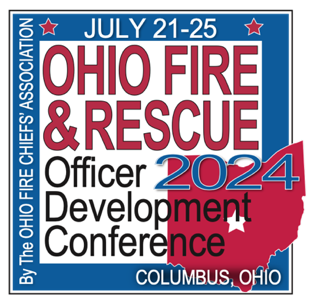 JULY 21-25
OHIO FIRE
& RESCUE
Officer 2024
Development
Conference
COLUMBUS, OHIO
By The OHIO FIRE CHIEFS' ASSOCIATION